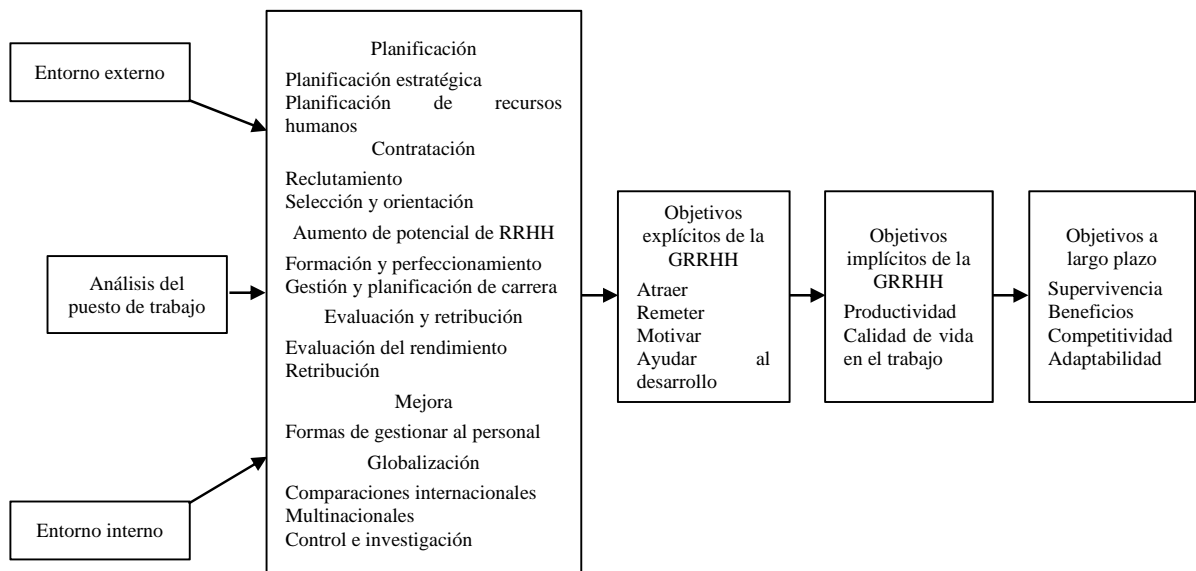 Entorno externo
Análisis del
puesto de trabajo
Entorno interno
Planificación
Planificación estratégica
Planificación de recursos
humanos
Contratación
Reclutamiento
Selección y orientación
Aumento de potencial de RRHH
Formación y perfeccionamiento
Gestión y planificación de carrera
Evaluación y retribución
Evaluación del rendimiento
Retribución
Mejora
Formas de gestionar al personal
Globalización
Comparaciones internacionales
Multinacionales
Control e investigación
Objetivos
explícitos de la
GRRHH
Atraer
Remeter
Motivar
Ayudar al
desarrollo
Objetivos
implícitos de la
GRRHH
Productividad
Calidad de vida
en el trabajo
Objetivos a
largo plazo
Supervivencia
Beneficios
Competitividad
Adaptabilidad